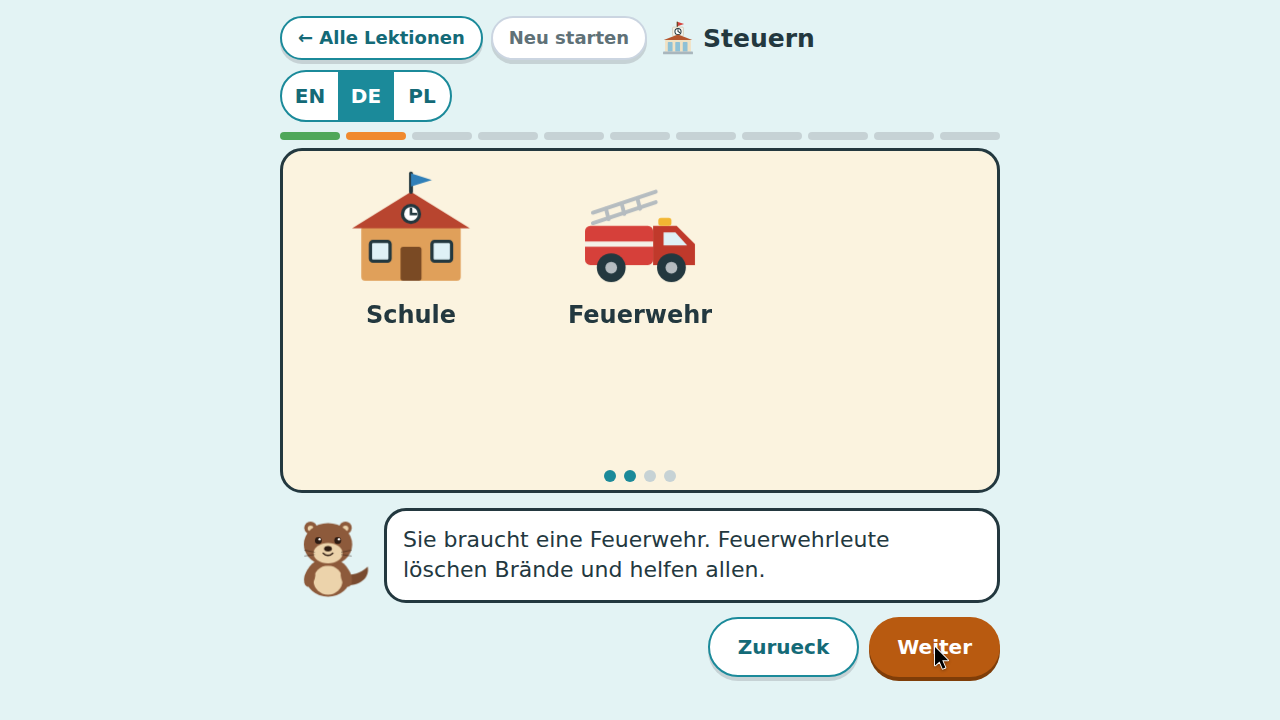 ← Alle Lektionen
Neu starten
Steuern
EN
DE
PL
Schule
Feuerwehr
Sie braucht eine Feuerwehr. Feuerwehrleute
löschen Brände und helfen allen.
Zurueck
Weiter